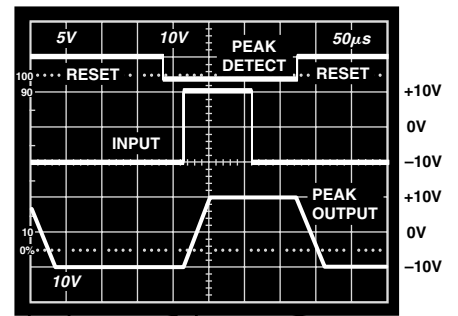 5V 10V 50µs
PEAK
DETECT
RESET RESET
100
90
+10V
0V
INPUT
–10V
PEAK
OUTPUT
+10V
10
0V
0%
–10V
10V